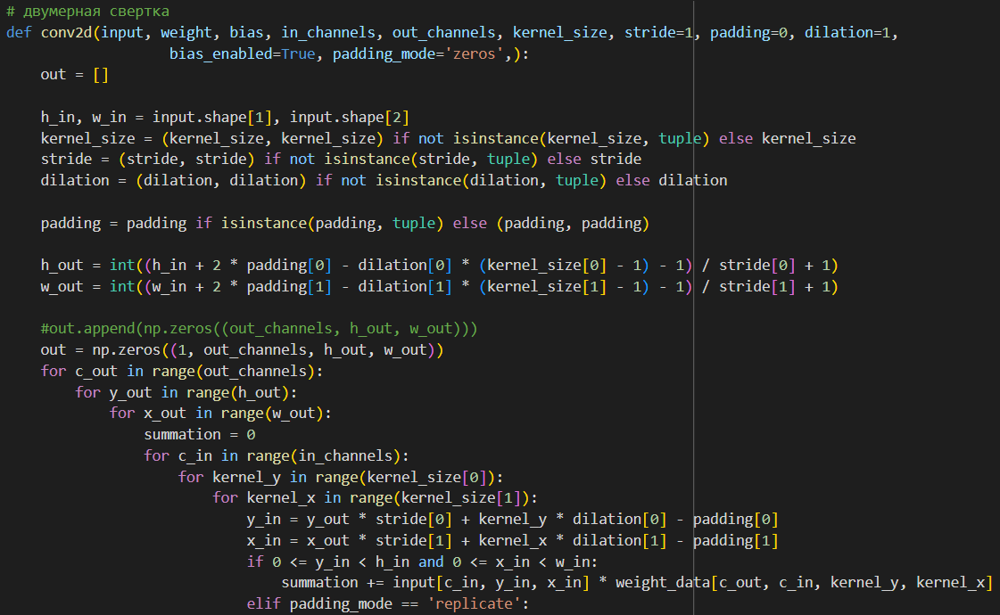 # двумерная свертка
def conv2d(input, weight, bias, in_channels, out_channels, kernel_size, stride=1, padding=0, dilation=1,
                   bias_enabled=True, padding_mode='zeros',):
    out = []

    h_in, w_in = input.shape[1], input.shape[2]
    kernel_size = (kernel_size, kernel_size) if not isinstance(kernel_size, tuple) else kernel_size
    stride = (stride, stride) if not isinstance(stride, tuple) else stride
    dilation = (dilation, dilation) if not isinstance(dilation, tuple) else dilation

    padding = padding if isinstance(padding, tuple) else (padding, padding)

    h_out = int((h_in + 2 * padding[0] - dilation[0] * (kernel_size[0] - 1) - 1) / stride[0] + 1)
    w_out = int((w_in + 2 * padding[1] - dilation[1] * (kernel_size[1] - 1) - 1) / stride[1] + 1)

    #out.append(np.zeros((out_channels, h_out, w_out)))
    out = np.zeros((1, out_channels, h_out, w_out))
    for c_out in range(out_channels):
        for y_out in range(h_out):
            for x_out in range(w_out):
                summation = 0
                for c_in in range(in_channels):
                    for kernel_y in range(kernel_size[0]):
                        for kernel_x in range(kernel_size[1]):
                            y_in = y_out * stride[0] + kernel_y * dilation[0] - padding[0]
                            x_in = x_out * stride[1] + kernel_x * dilation[1] - padding[1]
                            if 0 <= y_in < h_in and 0 <= x_in < w_in:
                                summation += input[c_in, y_in, x_in] * weight_data[c_out, c_in, kernel_y, kernel_x]
                            elif padding_mode == 'replicate':